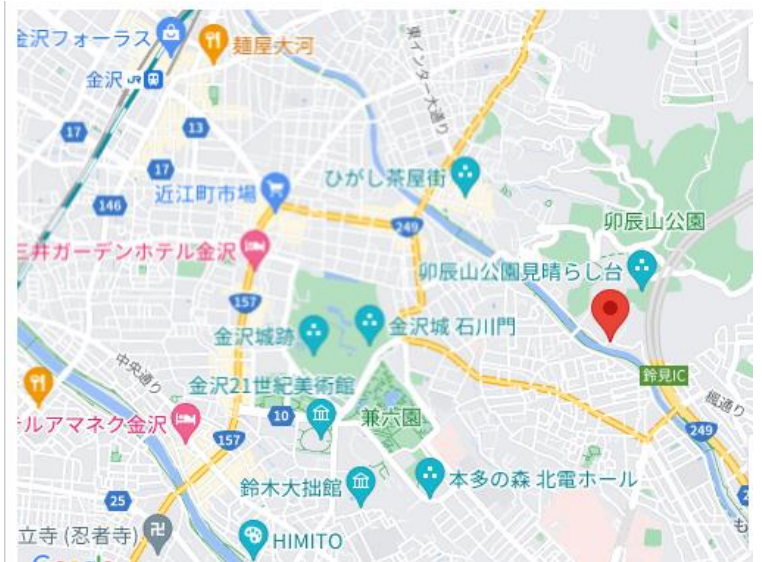 金沢フォーラス
麺屋大河
金沢 JR
東インター大通り
17
13
17
近江町市場
ひがし茶屋街
146
249
卯辰山公園
三井ガーデンホテル金沢
卯辰山公園見晴らし台
157
金沢城跡
金沢城 石川門
中央通り
鈴見IC
金沢21世紀美術館
楓通り
テルアマネク金沢
10
兼六園
157
249
鈴木大拙館
本多の森 北電ホール
25
立寺 (忍者寺)
HIMITO
Google